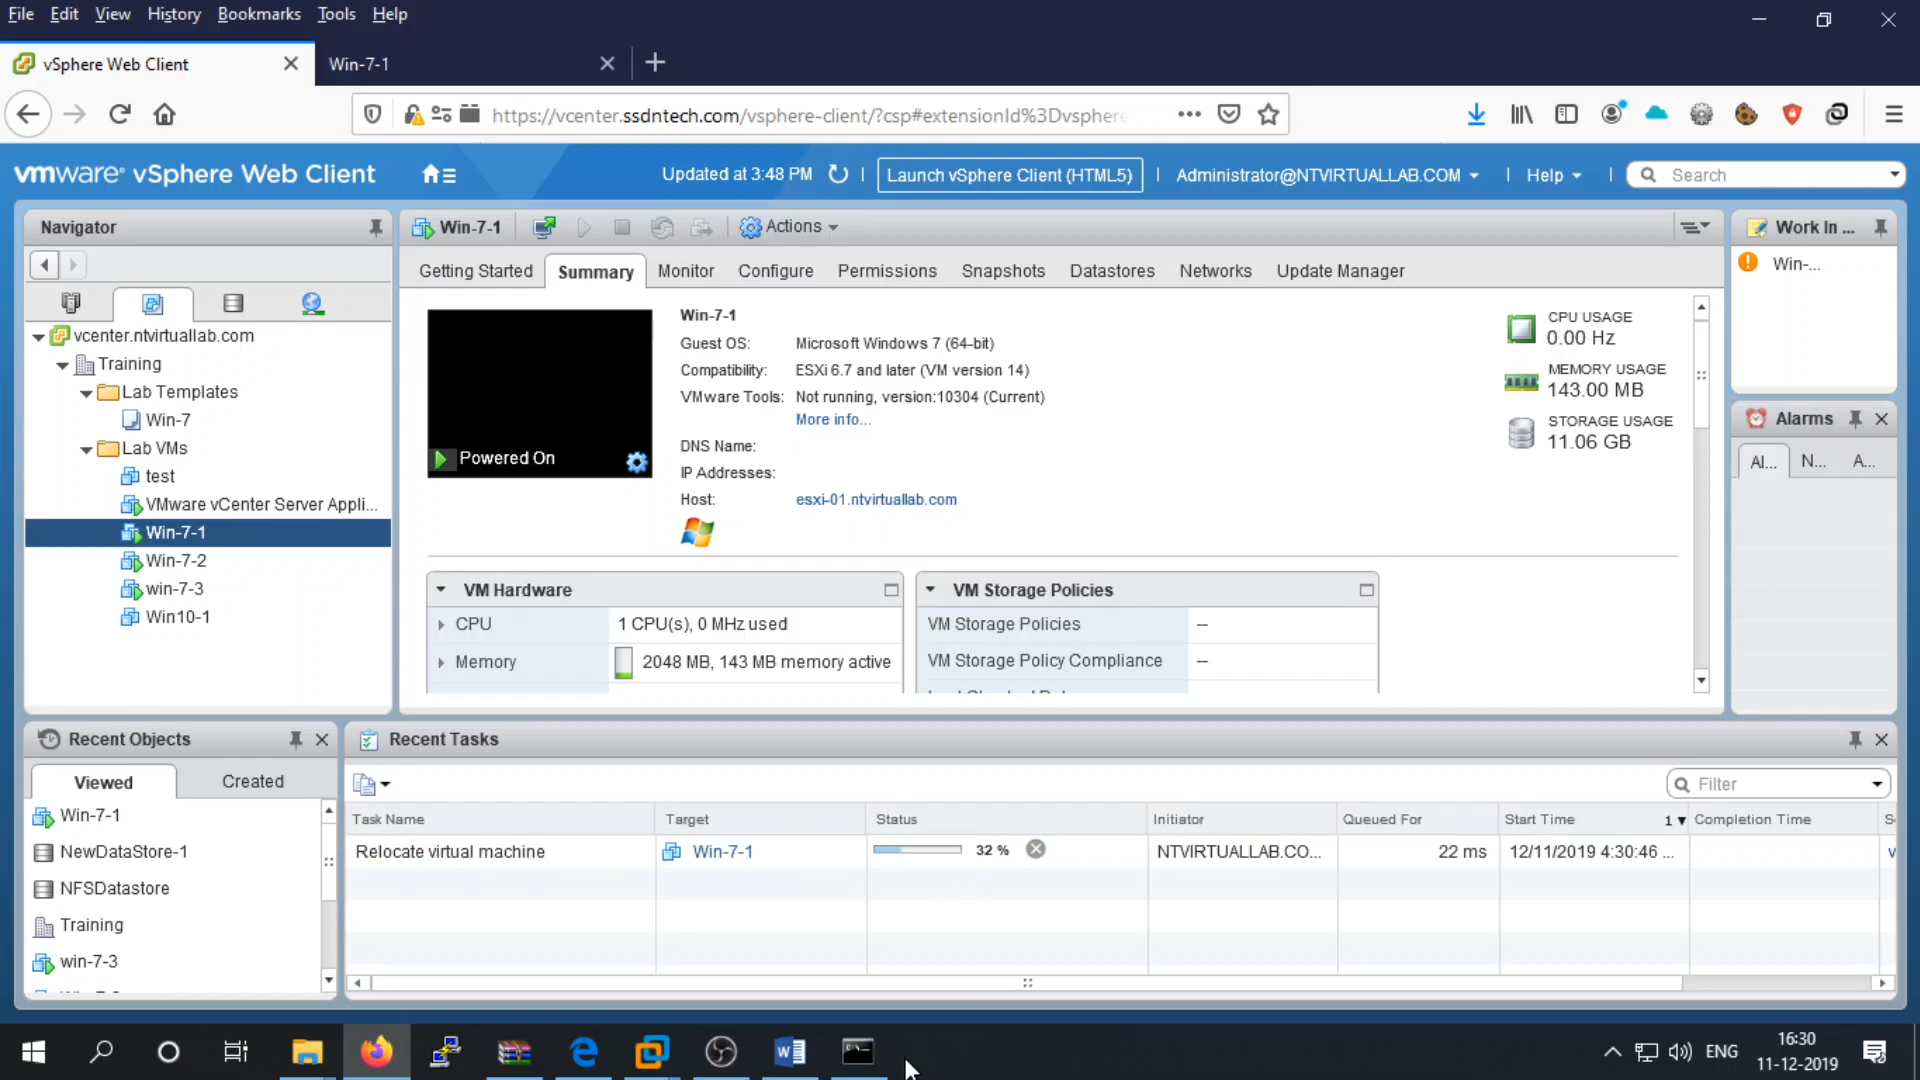 File Edit View History Bookmarks Tools Help
vSphere Web Client
Win-7-1
https://vcenter.ssdntech.com/vsphere-client/?csp#extensionId%3Dvsphere
vmware® vSphere Web Client
Updated at 3:48 PM
Launch vSphere Client (HTML5)
Administrator@NTVIRTUALLAB.COM
Help
Search
Navigator
vcenter.ntvirtuallab.com
Training
Lab Templates
Win-7
Lab VMs
test
VMware vCenter Server Appli...
Win-7-1
Win-7-2
win-7-3
Win10-1
Win-7-1
Actions
Getting Started Summary Monitor Configure Permissions Snapshots Datastores Networks Update Manager
Powered On
Win-7-1
Guest OS: Microsoft Windows 7 (64-bit)
Compatibility: ESXi 6.7 and later (VM version 14)
VMware Tools: Not running, version:10304 (Current)
More info...
DNS Name:
IP Addresses:
Host: esxi-01.ntvirtuallab.com
CPU USAGE
0.00 Hz
MEMORY USAGE
143.00 MB
STORAGE USAGE
11.06 GB
VM Hardware
CPU 1 CPU(s), 0 MHz used
Memory 2048 MB, 143 MB memory active
VM Storage Policies
VM Storage Policies --
VM Storage Policy Compliance --
Work In ...
Win-...
Alarms
Al... N... A...
Recent Objects
Viewed Created
Win-7-1
NewDataStore-1
NFSDatastore
Training
win-7-3
Recent Tasks
Filter
Task Name Target Status Initiator Queued For Start Time 1 Completion Time S
Relocate virtual machine Win-7-1 32 % NTVIRTUALLAB.CO... 22 ms 12/11/2019 4:30:46 ... v
ENG
16:30
11-12-2019